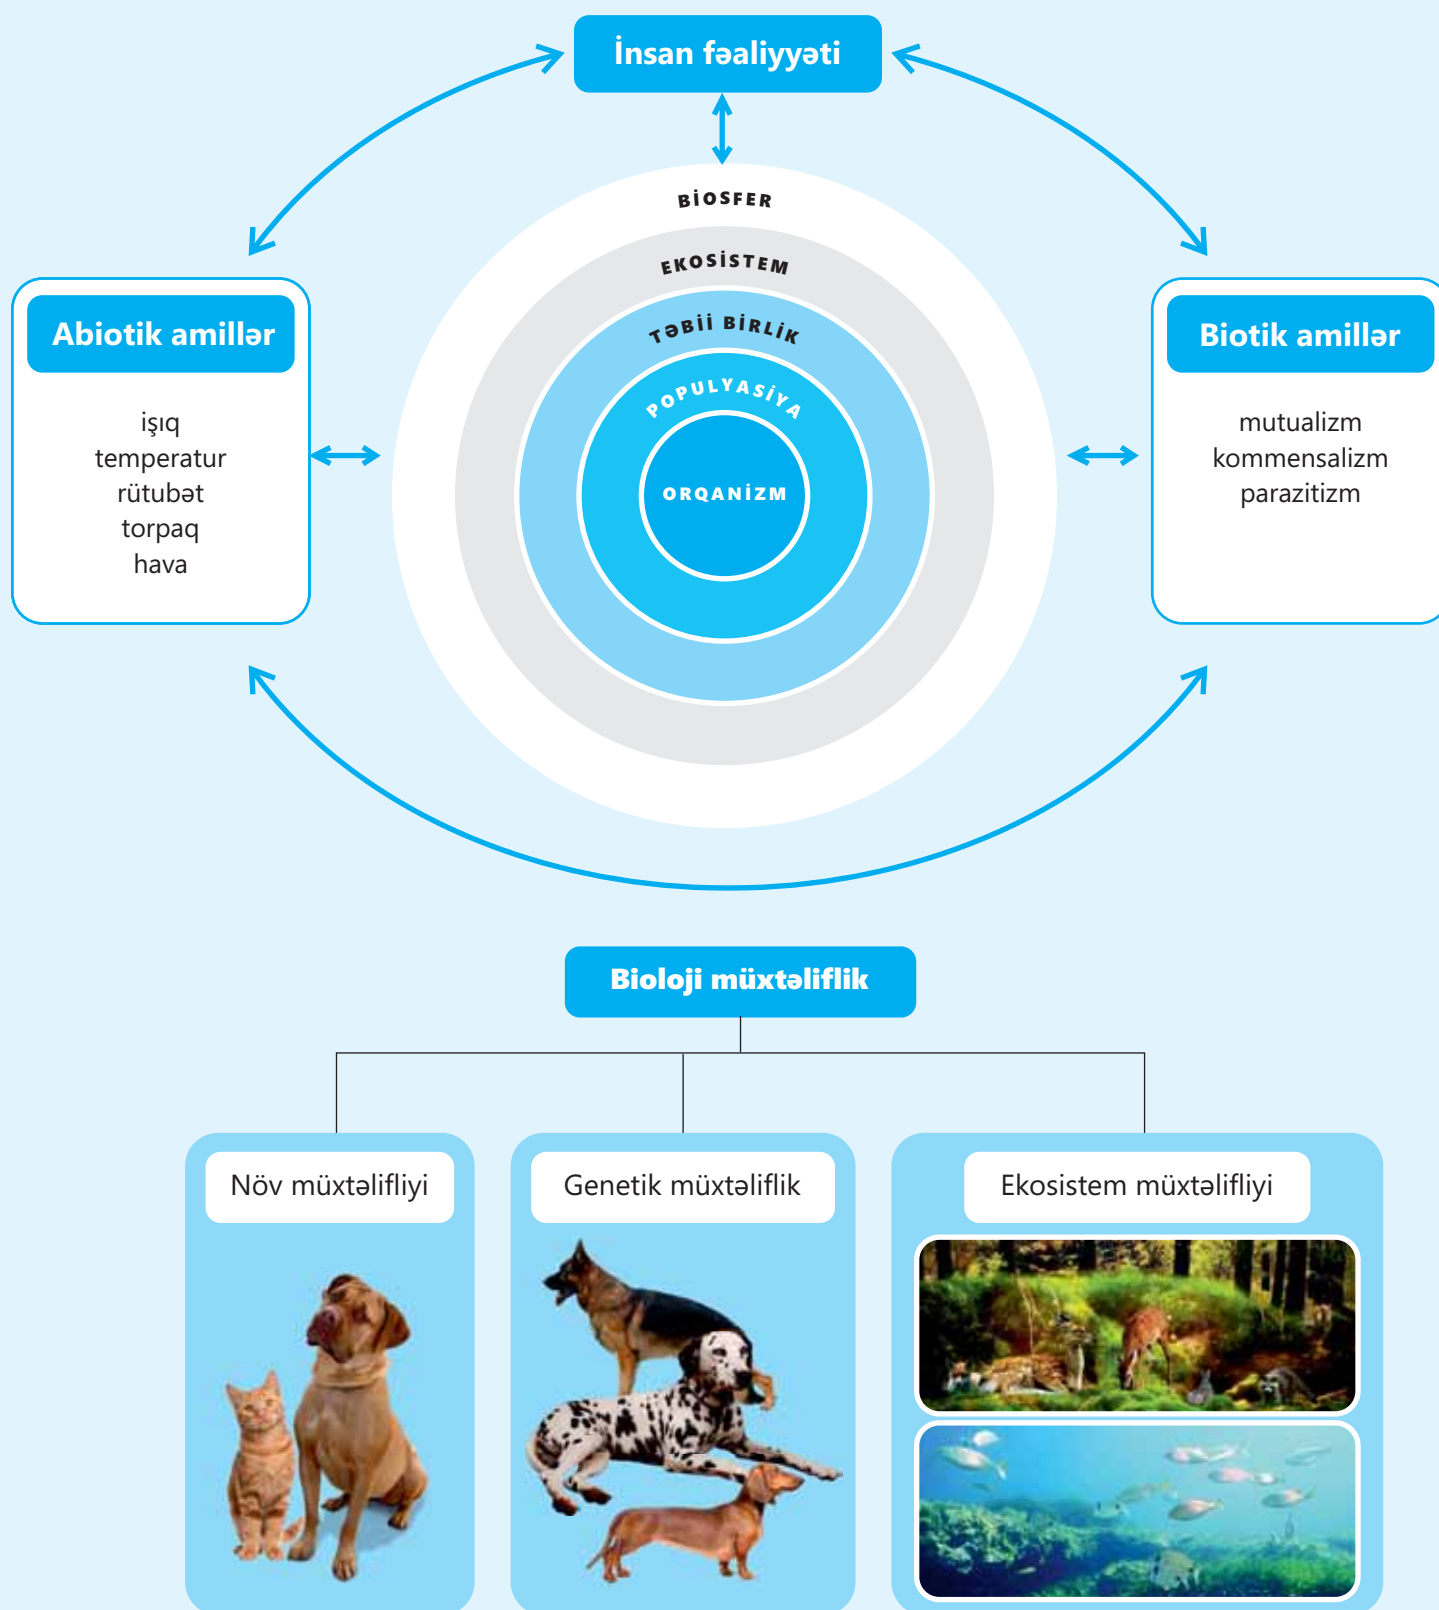 İnsan fəaliyyəti
BİOSFER
EKOSİSTEM
TƏBİİ BİRLİK
POPULYASİYA
ORQANİZM
Abiotik amillər
işıq
temperatur
rütubət
torpaq
hava
Biotik amillər
mutualizm
kommensalizm
parazitizm
Bioloji müxtəliflik
Növ müxtəlifliyi
Genetik müxtəliflik
Ekosistem müxtəlifliyi